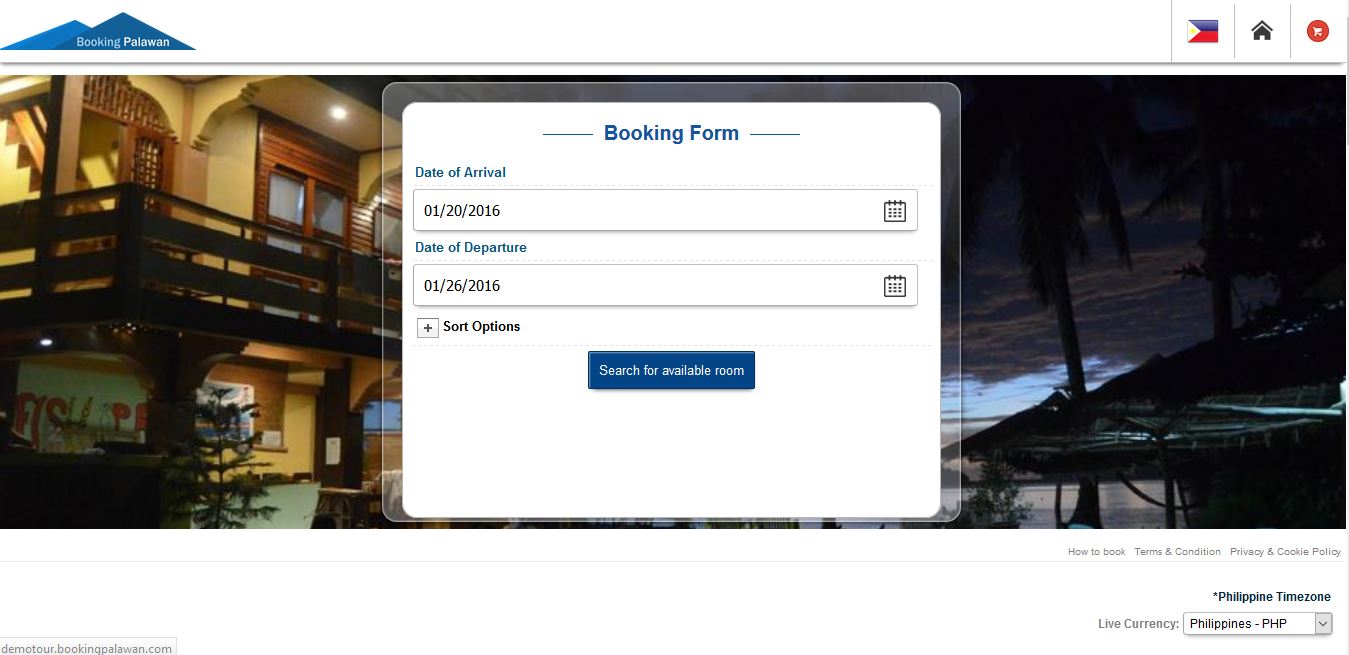 Booking Palawan
Booking Form
Date of Arrival
01/20/2016
Date of Departure
01/26/2016
+ Sort Options
Search for available room
How to book Terms & Condition Privacy & Cookie Policy
*Philippine Timezone
Live Currency: Philippines - PHP
demotour.bookingpalawan.com